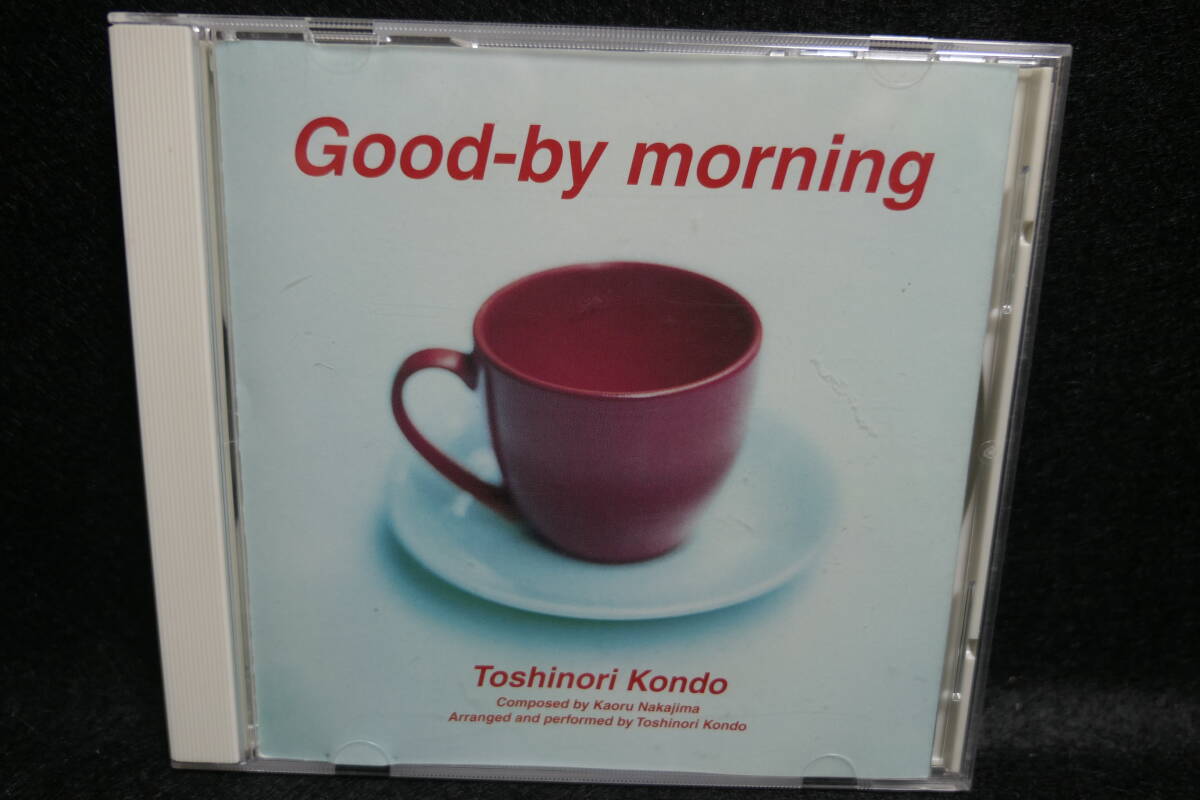 Good-by morning
Toshinori Kondo
Composed by Kaoru Nakajima
Arranged and performed by Toshinori Kondo